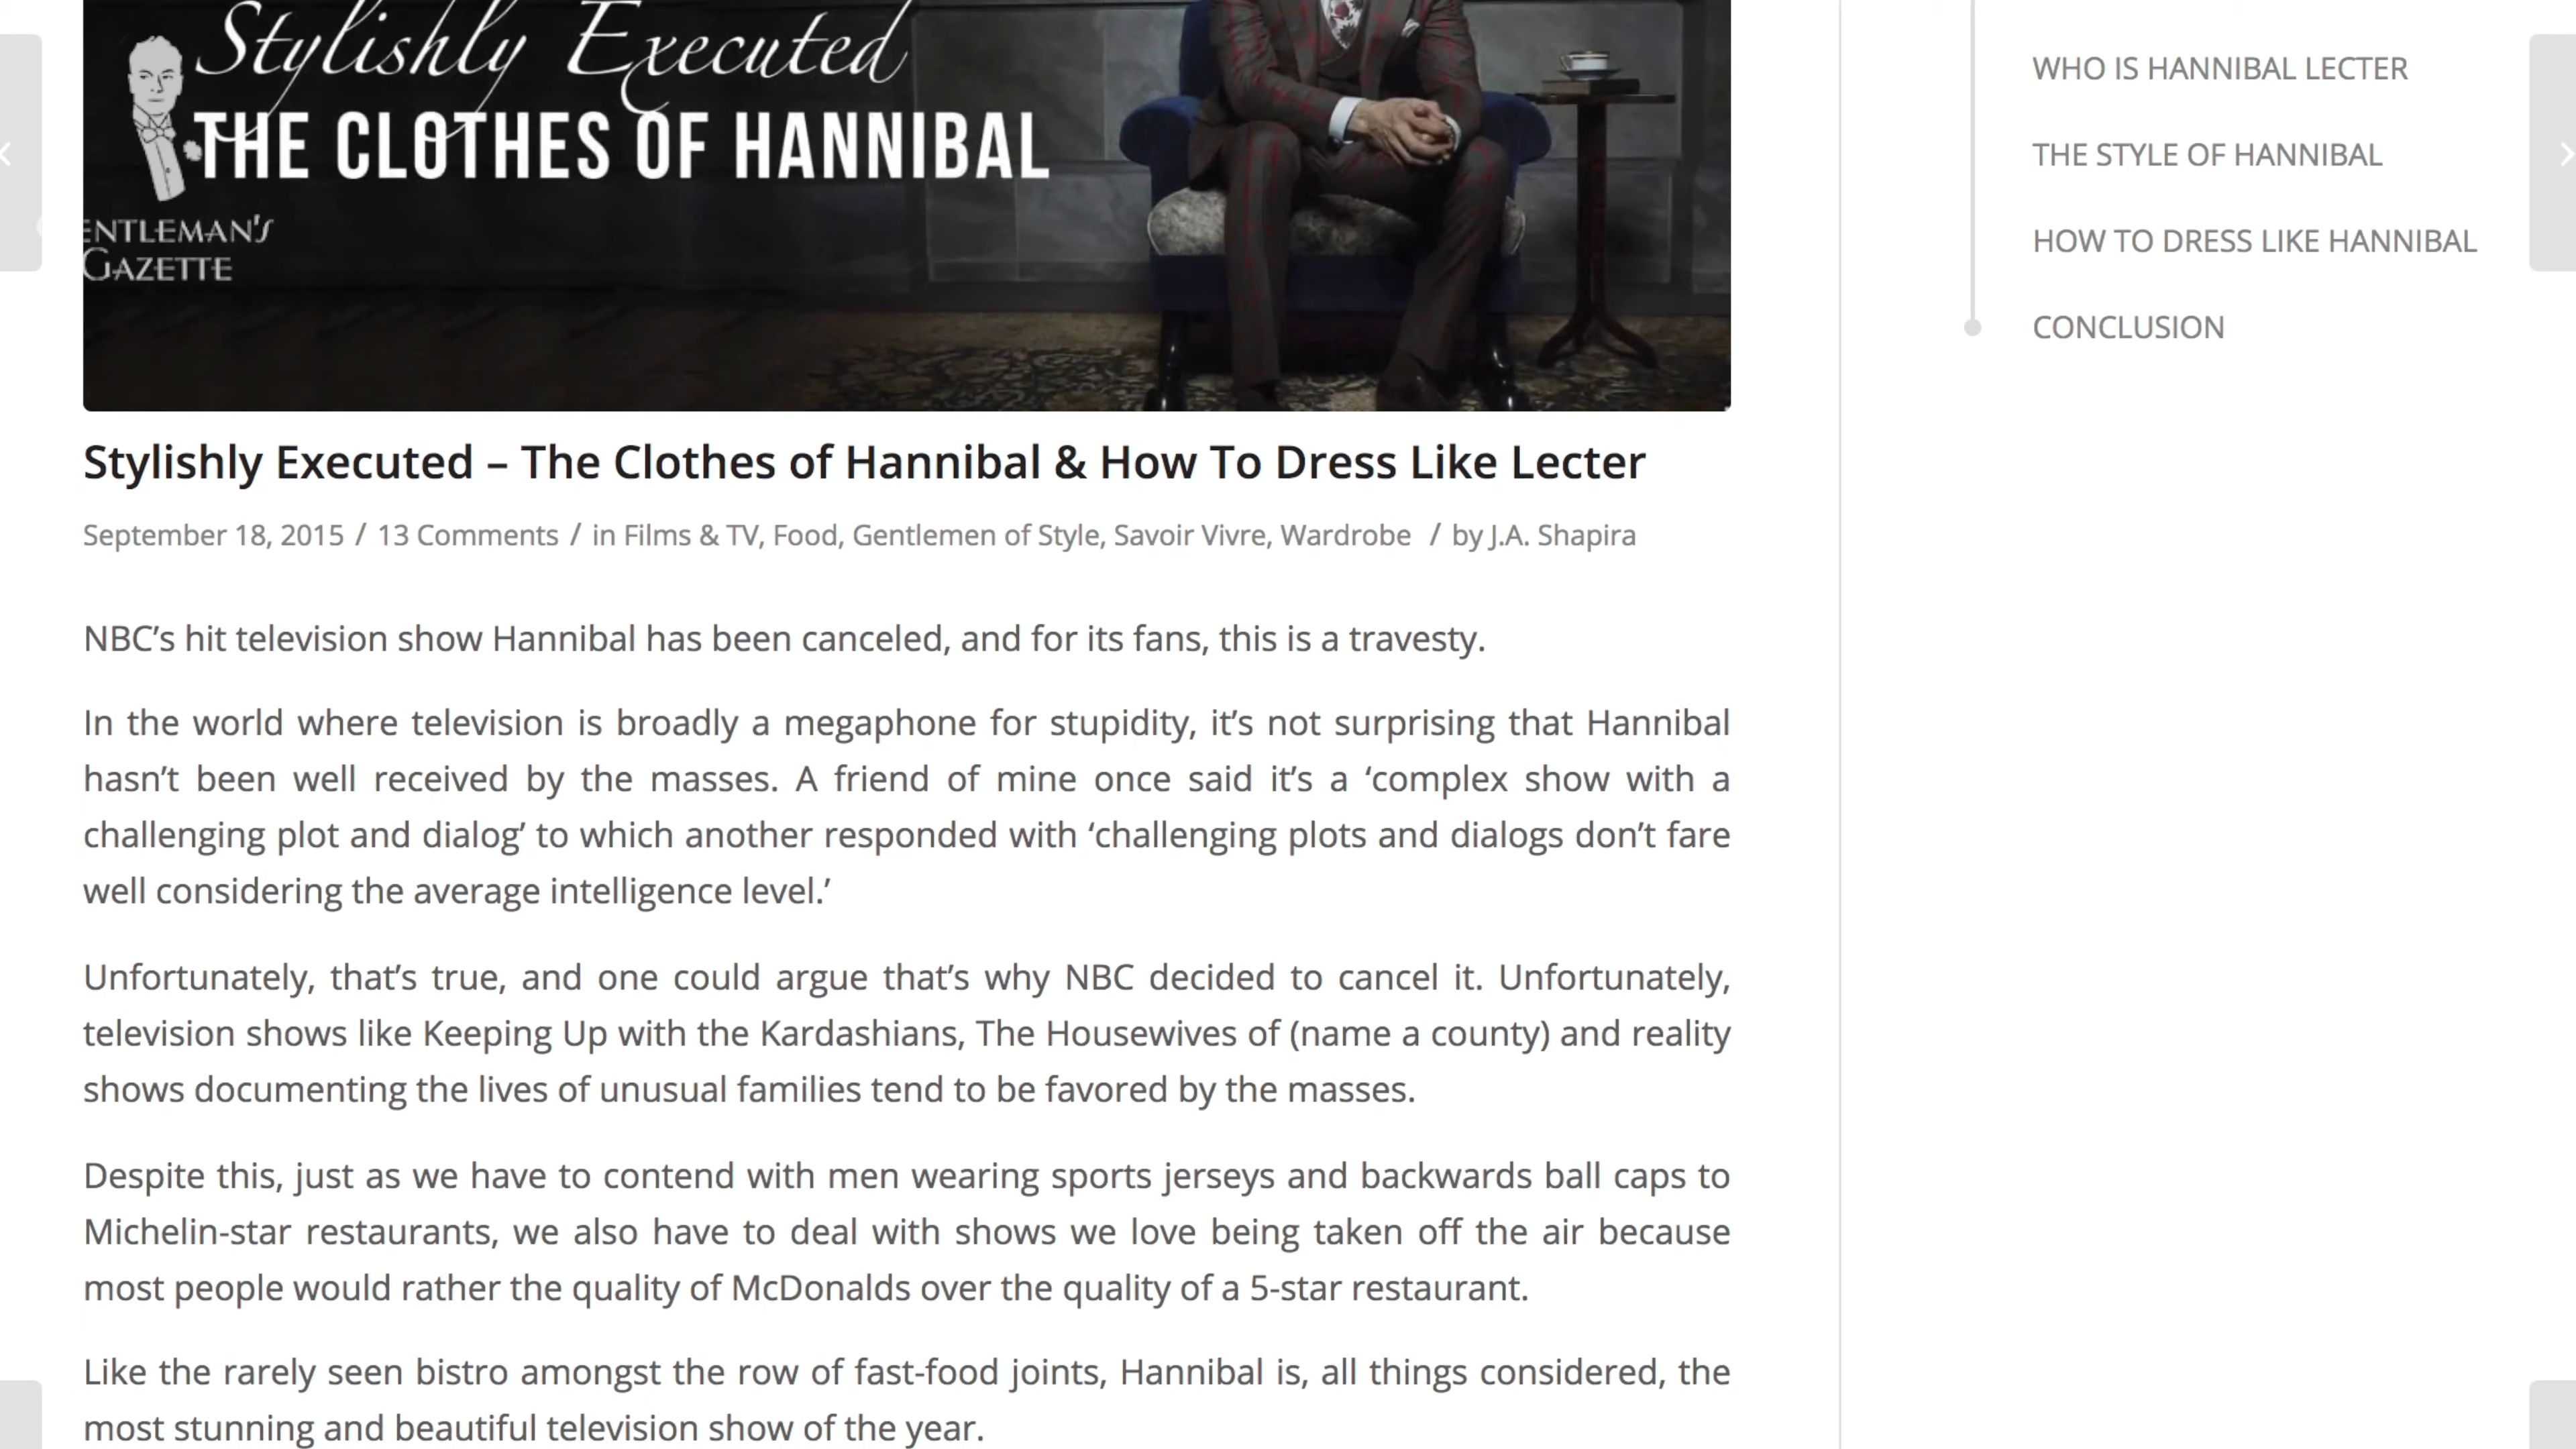 Stylishly Executed
THE CLOTHES OF HANNIBAL
ENTLEMAN'S
GAZETTE
WHO IS HANNIBAL LECTER
THE STYLE OF HANNIBAL
HOW TO DRESS LIKE HANNIBAL
CONCLUSION
Stylishly Executed – The Clothes of Hannibal & How To Dress Like Lecter
September 18, 2015 / 13 Comments / in Films & TV, Food, Gentlemen of Style, Savoir Vivre, Wardrobe / by J.A. Shapira
NBC’s hit television show Hannibal has been canceled, and for its fans, this is a travesty.
In the world where television is broadly a megaphone for stupidity, it’s not surprising that Hannibal
hasn’t been well received by the masses. A friend of mine once said it’s a ‘complex show with a
challenging plot and dialog’ to which another responded with ‘challenging plots and dialogs don’t fare
well considering the average intelligence level.’
Unfortunately, that’s true, and one could argue that’s why NBC decided to cancel it. Unfortunately,
television shows like Keeping Up with the Kardashians, The Housewives of (name a county) and reality
shows documenting the lives of unusual families tend to be favored by the masses.
Despite this, just as we have to contend with men wearing sports jerseys and backwards ball caps to
Michelin-star restaurants, we also have to deal with shows we love being taken off the air because
most people would rather the quality of McDonalds over the quality of a 5-star restaurant.
Like the rarely seen bistro amongst the row of fast-food joints, Hannibal is, all things considered, the
most stunning and beautiful television show of the year.